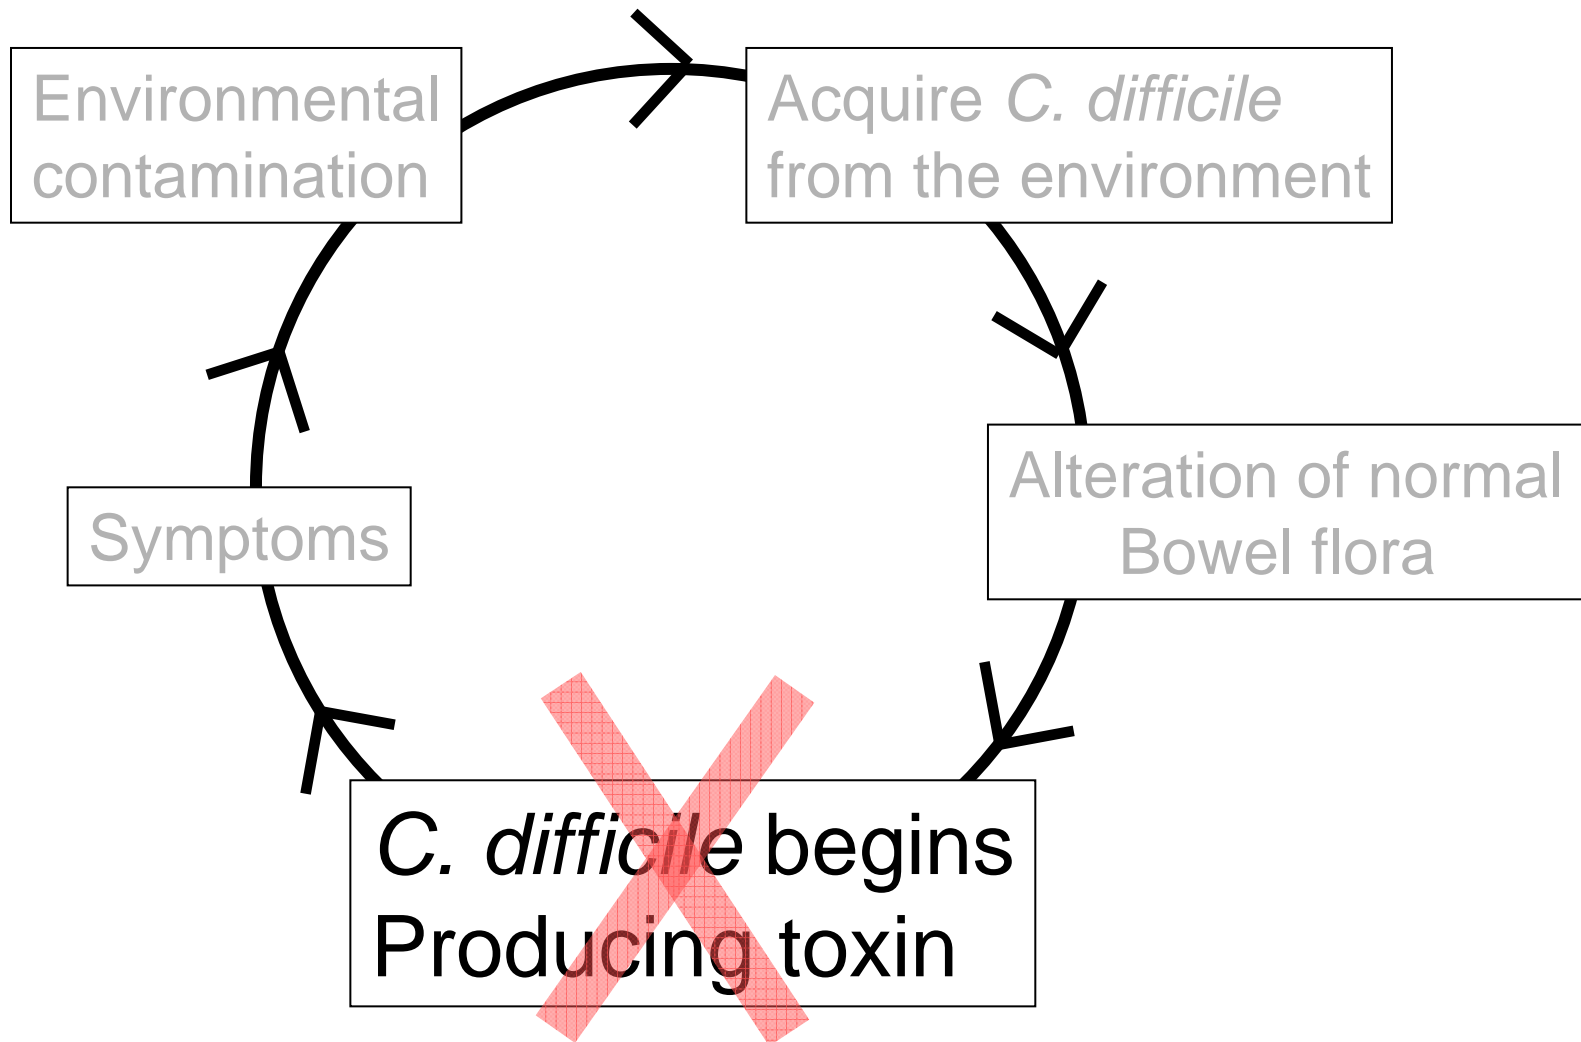 Environmental
contamination
Acquire C. difficile
from the environment
Alteration of normal
Bowel flora
C. difficile begins
Producing toxin
Symptoms